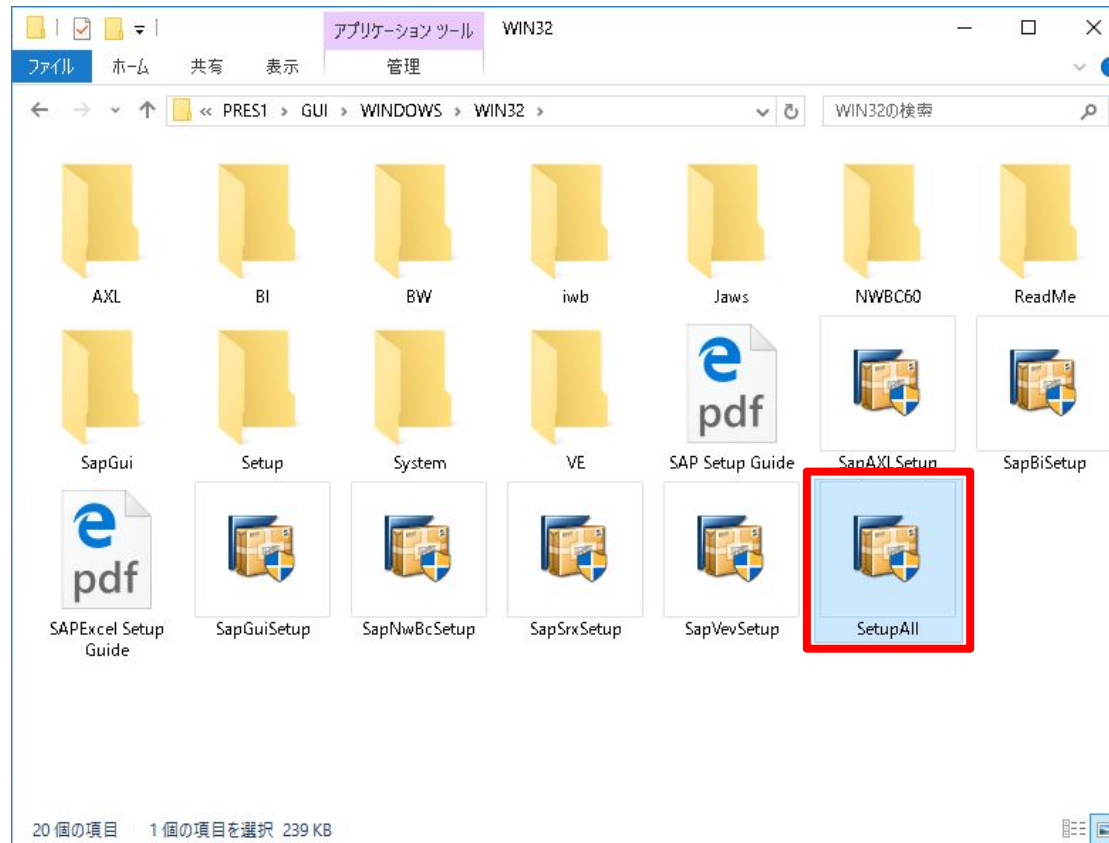 アプリケーション ツール
WIN32
ファイル
ホーム
共有
表示
管理
« PRES1 › GUI › WINDOWS › WIN32 ›
WIN32の検索
AXL
BI
BW
iwb
Jaws
NWBC60
ReadMe
SapGui
Setup
System
VE
pdf
SAP Setup Guide
SapAXLSetup
SapBiSetup
pdf
SAPExcel Setup
Guide
SapGuiSetup
SapNwBcSetup
SapSrxSetup
SapVevSetup
SetupAll
20 個の項目
1 個の項目を選択 239 KB